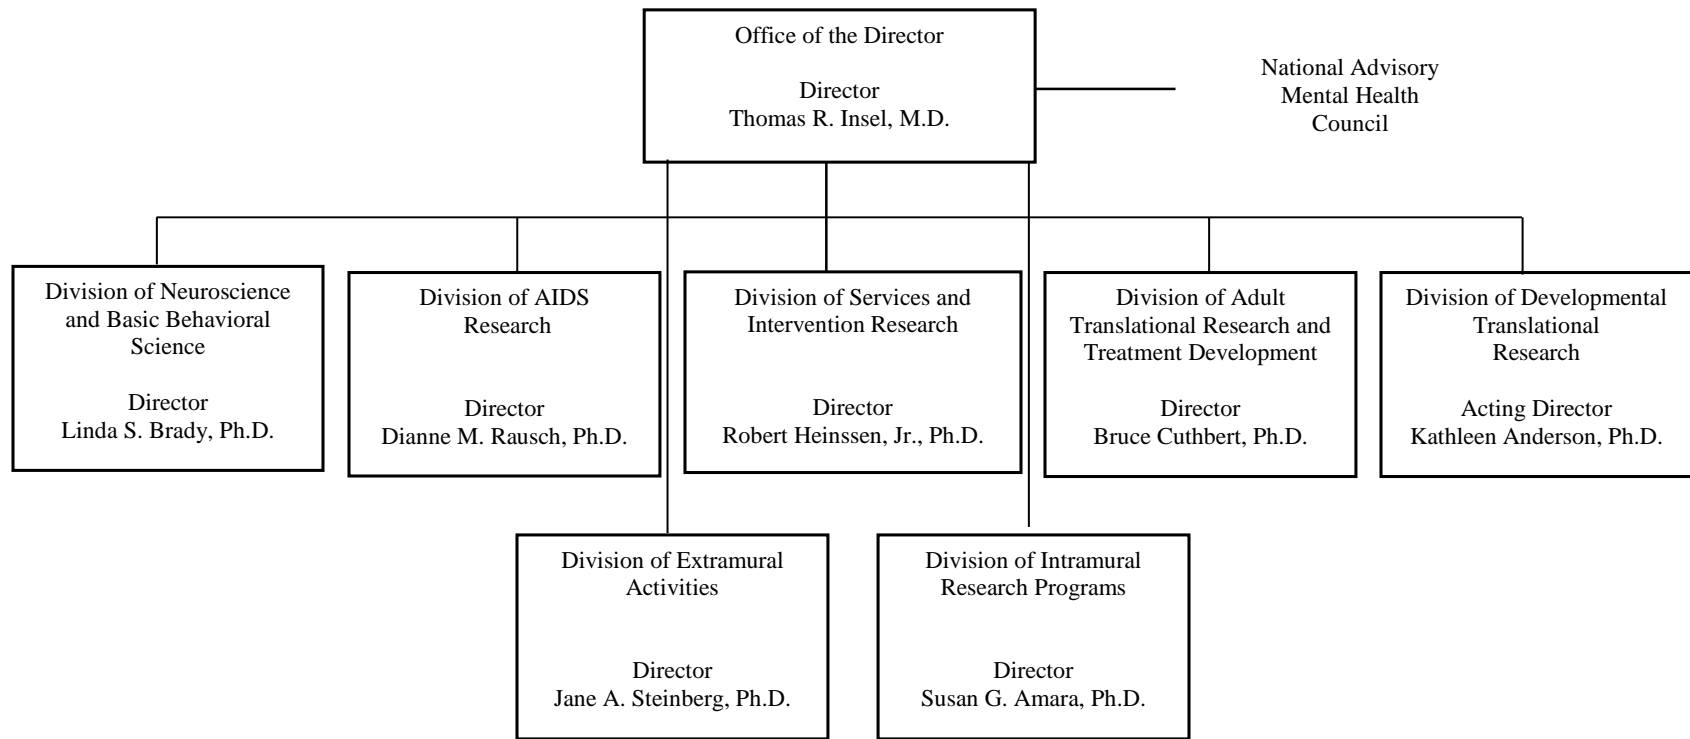 Office of the Director
Director
Thomas R. Insel, M.D.
National Advisory
Mental Health
Council
Division of Neuroscience
and Basic Behavioral
Science
Director
Linda S. Brady, Ph.D.
Division of AIDS
Research
Director
Dianne M. Rausch, Ph.D.
Division of Services and
Intervention Research
Director
Robert Heinssen, Jr., Ph.D.
Division of Adult
Translational Research and
Treatment Development
Director
Bruce Cuthbert, Ph.D.
Division of Developmental
Translational
Research
Acting Director
Kathleen Anderson, Ph.D.
Division of Extramural
Activities
Director
Jane A. Steinberg, Ph.D.
Division of Intramural
Research Programs
Director
Susan G. Amara, Ph.D.